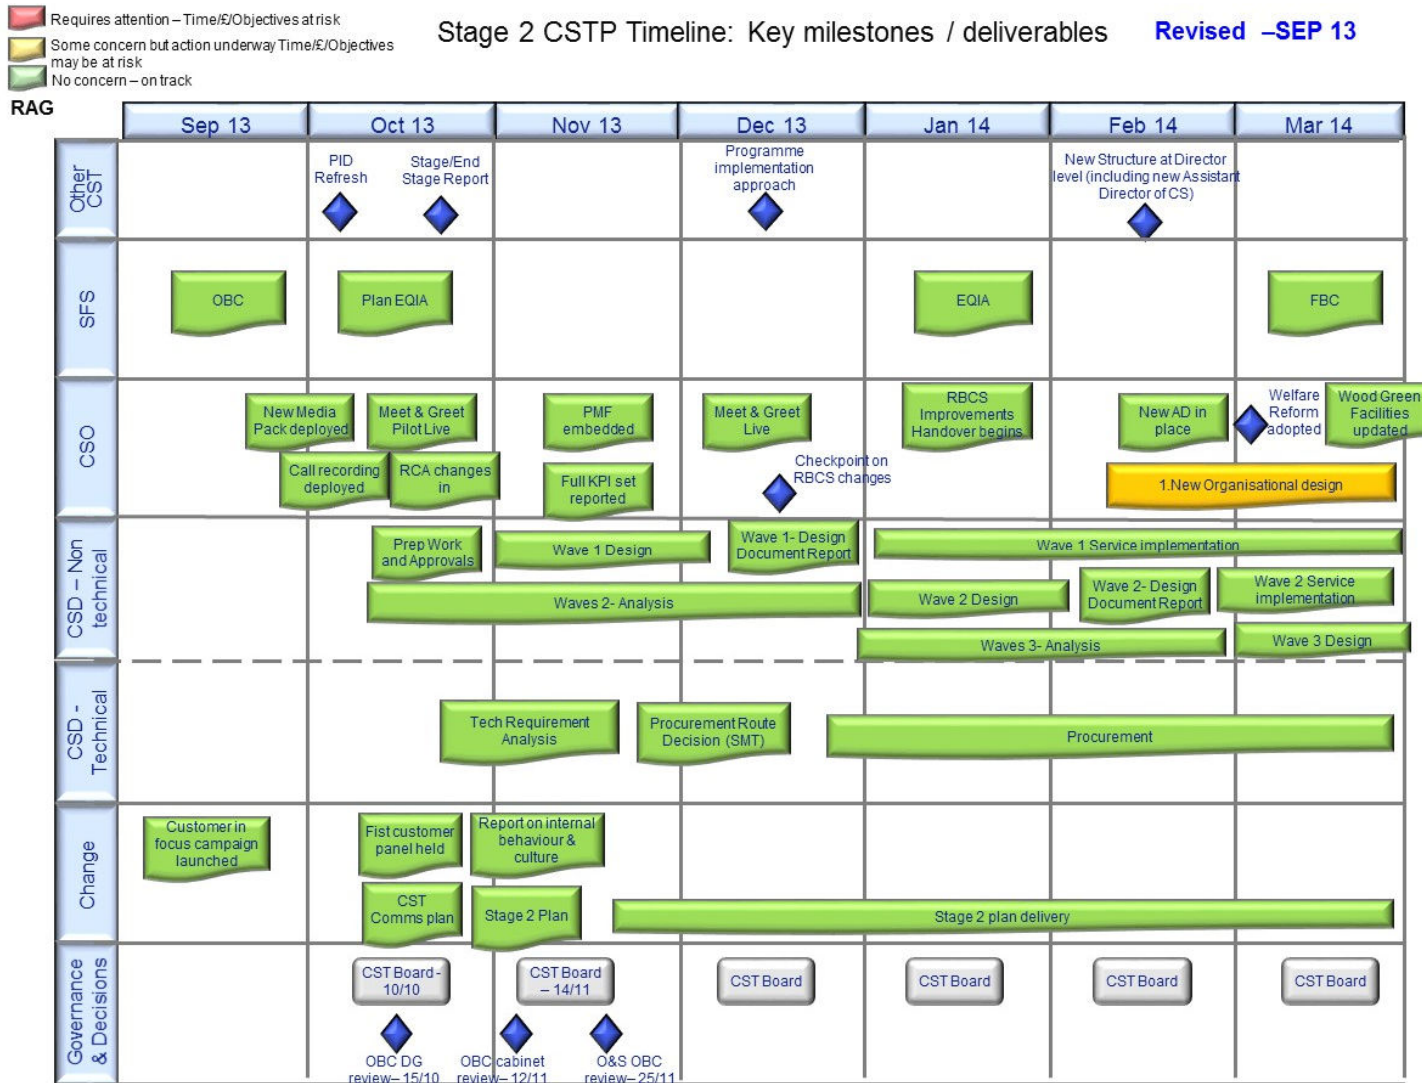 Requires attention – Time/£/Objectives at risk
Some concern but action underway Time/£/Objectives
may be at risk
No concern – on track
RAG
Stage 2 CSTP Timeline: Key milestones / deliverables
Revised –SEP 13
Sep 13
Oct 13
Nov 13
Dec 13
Jan 14
Feb 14
Mar 14
Other
CST
PID
Refresh
Stage/End
Stage Report
Programme
implementation
approach
New Structure at Director
level (including new Assistant
Director of CS)
SFS
OBC
Plan EQIA
EQIA
FBC
CSO
New Media
Pack deployed
Meet & Greet
Pilot Live
PMF
embedded
Meet & Greet
Live
RBCS
Improvements
Handover begins
New AD in
place
Welfare
Reform
adopted
Wood Green
Facilities
updated
Call recording
deployed
RCA changes
in
Full KPI set
reported
Checkpoint on
RBCS changes
1.New Organisational design
CSD – Non
technical
Prep Work
and Approvals
Wave 1 Design
Wave 1- Design
Document Report
Wave 1 Service implementation
Waves 2- Analysis
Wave 2 Design
Wave 2- Design
Document Report
Wave 2 Service
implementation
Waves 3- Analysis
Wave 3 Design
CSD -
Technical
Tech Requirement
Analysis
Procurement Route
Decision (SMT)
Procurement
Change
Customer in
focus campaign
launched
Fist customer
panel held
Report on internal
behaviour &
culture
CST
Comms plan
Stage 2 Plan
Stage 2 plan delivery
Governance
& Decisions
CST Board -
10/10
CST Board
– 14/11
CST Board
CST Board
CST Board
CST Board
OBC DG
review– 15/10
OBC cabinet
review– 12/11
O&S OBC
review– 25/11